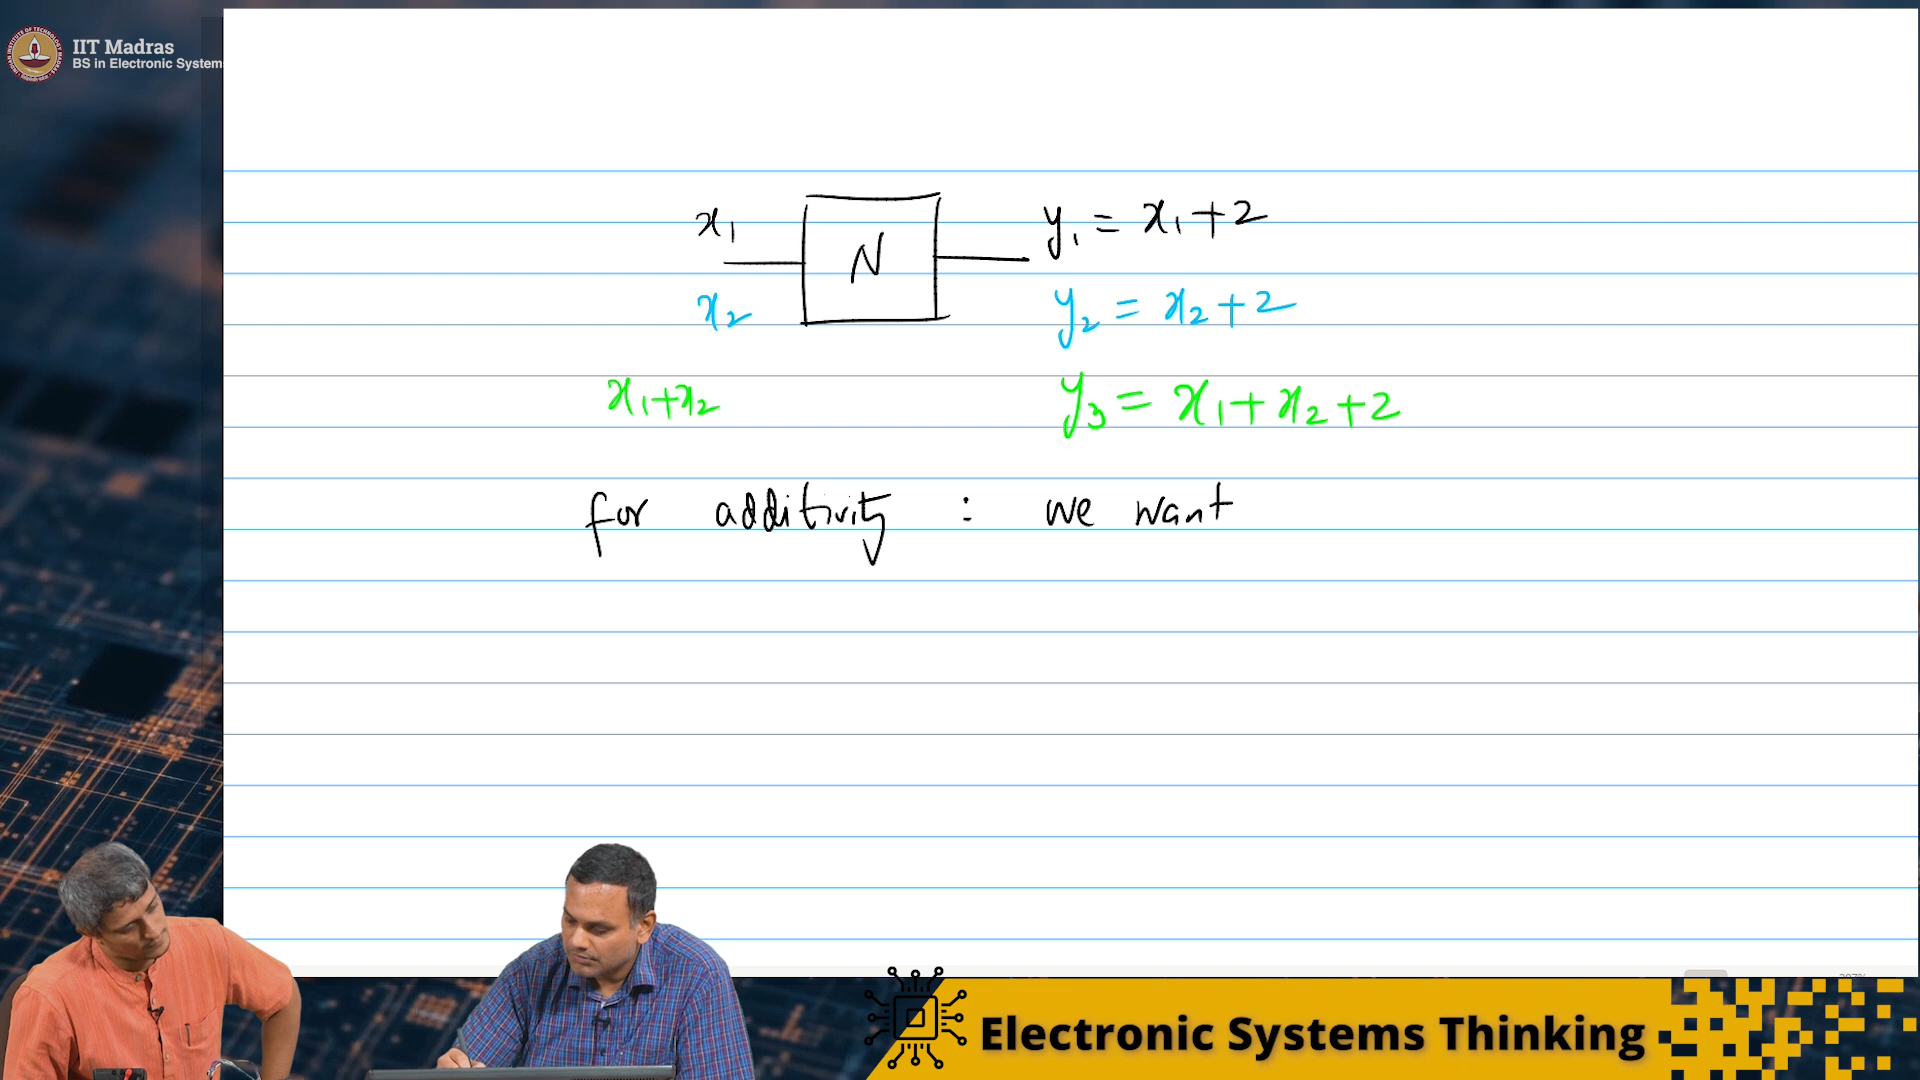 IIT Madras
BS in Electronic System
x₁ N y₁ = x₁ + 2
x₂ y₂ = x₂ + 2
x₁ + x₂ y₃ = x₁ + x₂ + 2
for additivity : we want
Electronic Systems Thinking